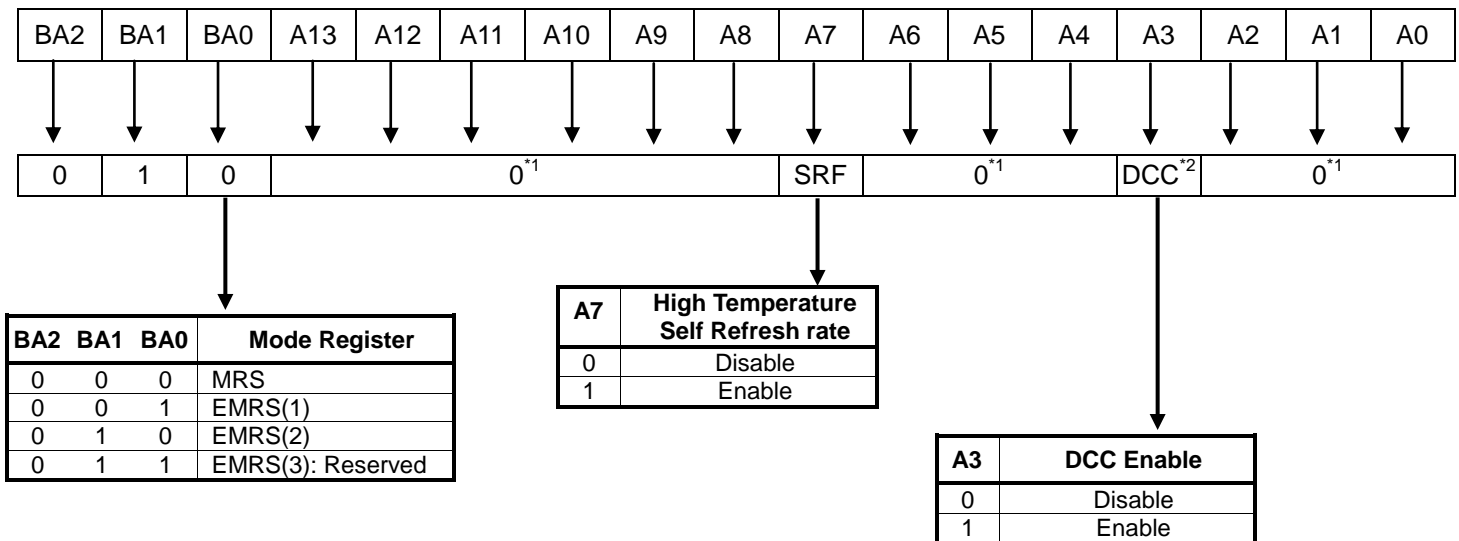 BA2 BA1 BA0 A13 A12 A11 A10 A9 A8 A7 A6 A5 A4 A3 A2 A1 A0
0 1 0 0*1 SRF 0*1 DCC*2 0*1
BA2 BA1 BA0 Mode Register
0 0 0 MRS
0 0 1 EMRS(1)
0 1 0 EMRS(2)
0 1 1 EMRS(3): Reserved
A7 High Temperature
Self Refresh rate
0 Disable
1 Enable
A3 DCC Enable
0 Disable
1 Enable